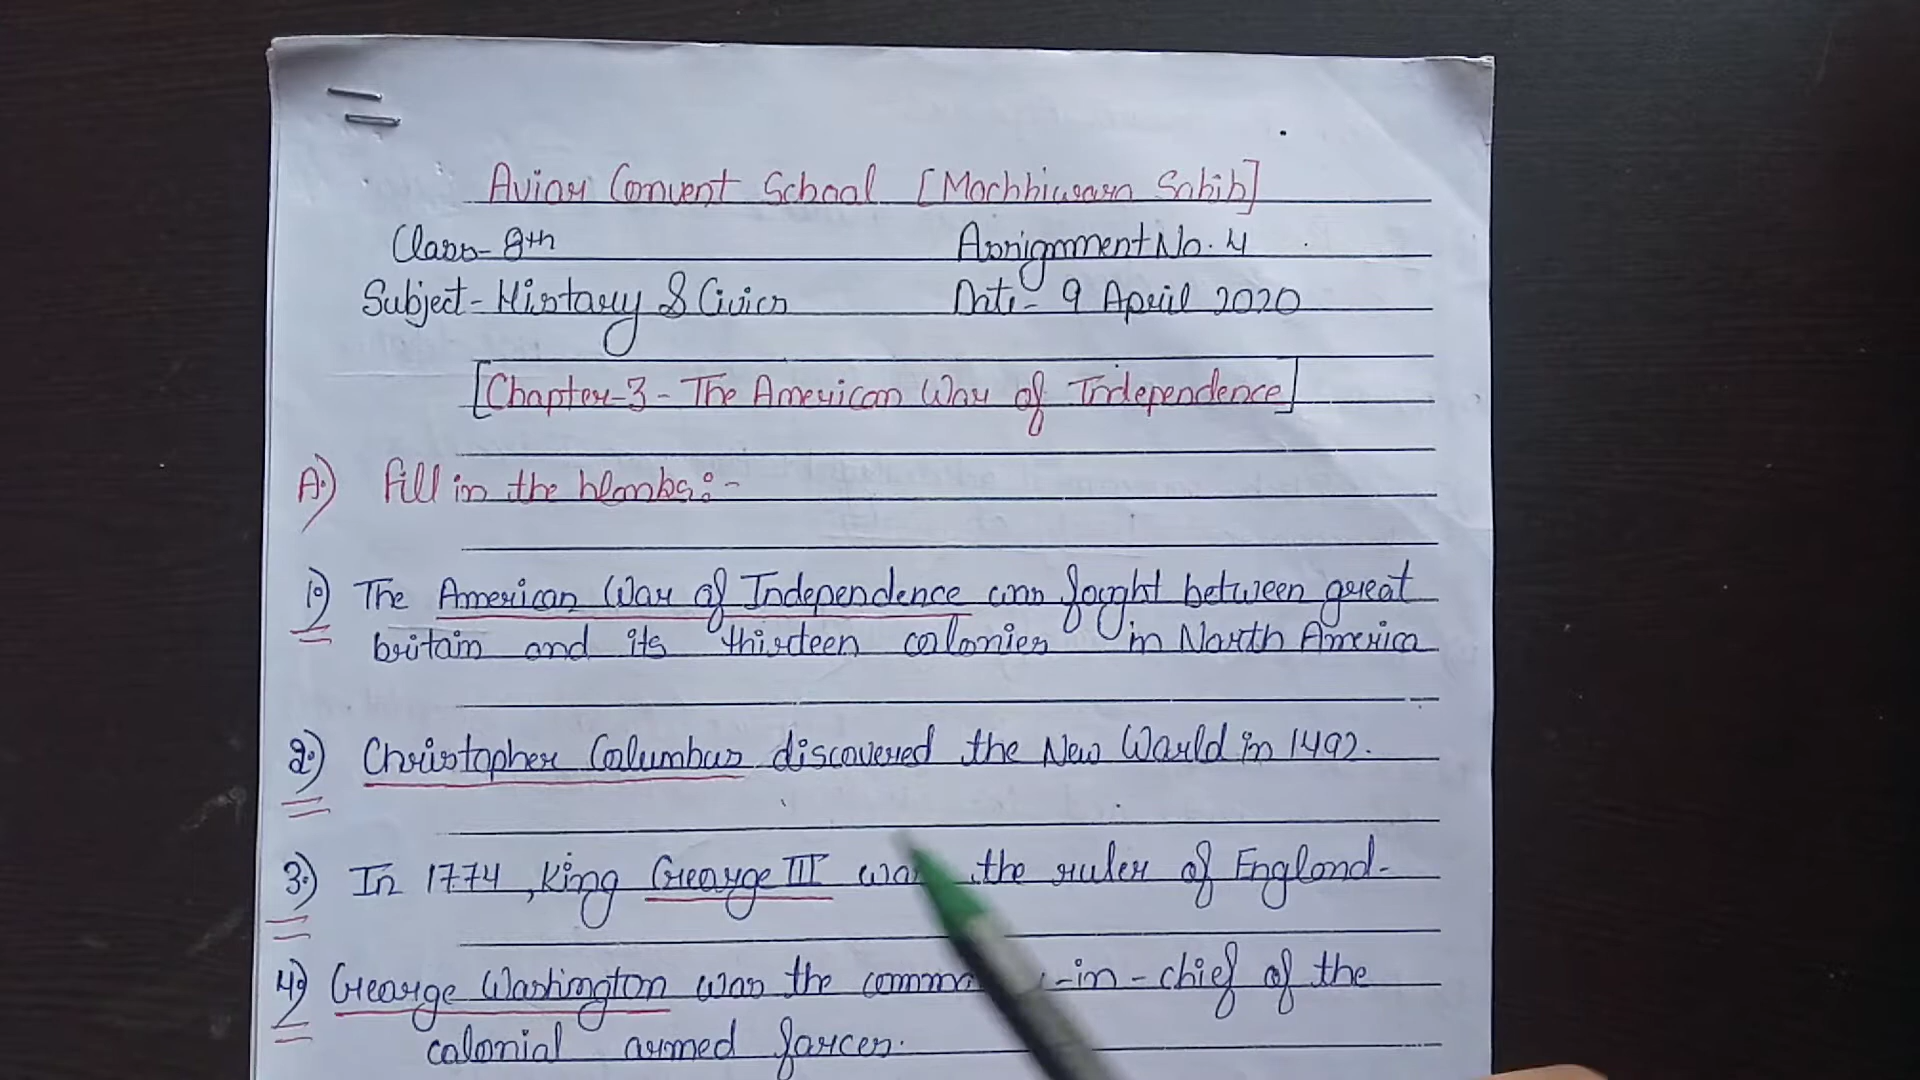 Avior Convent School [Machhiwara Sahib]
Class-8th Assignment No. 4
Subject- History & Civics Date- 9 April 2020
[Chapter-3- The American War of Independence]
A.) Fill in the blanks:-
1.) The American War of Independence was fought between great
britain and its thirteen colonies in North America
2.) Christopher Columbus discovered the New World in 1492.
3.) In 1774, King George III was the ruler of England-
4.) George Washington was the -in-chief of the
colonial armed forces.